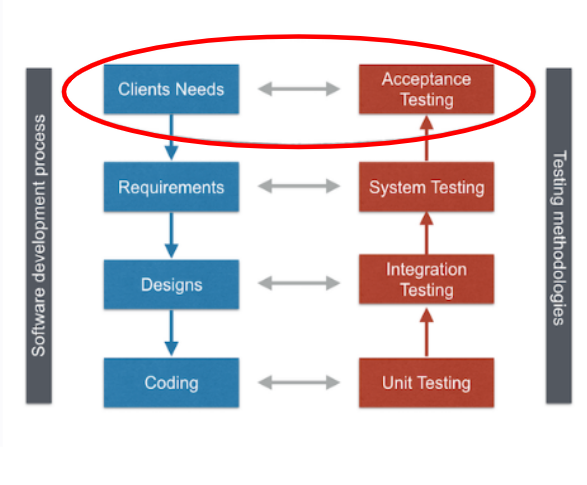 Software development process
Clients Needs
Acceptance
Testing
Requirements
System Testing
Designs
Integration
Testing
Coding
Unit Testing
Testing methodologies